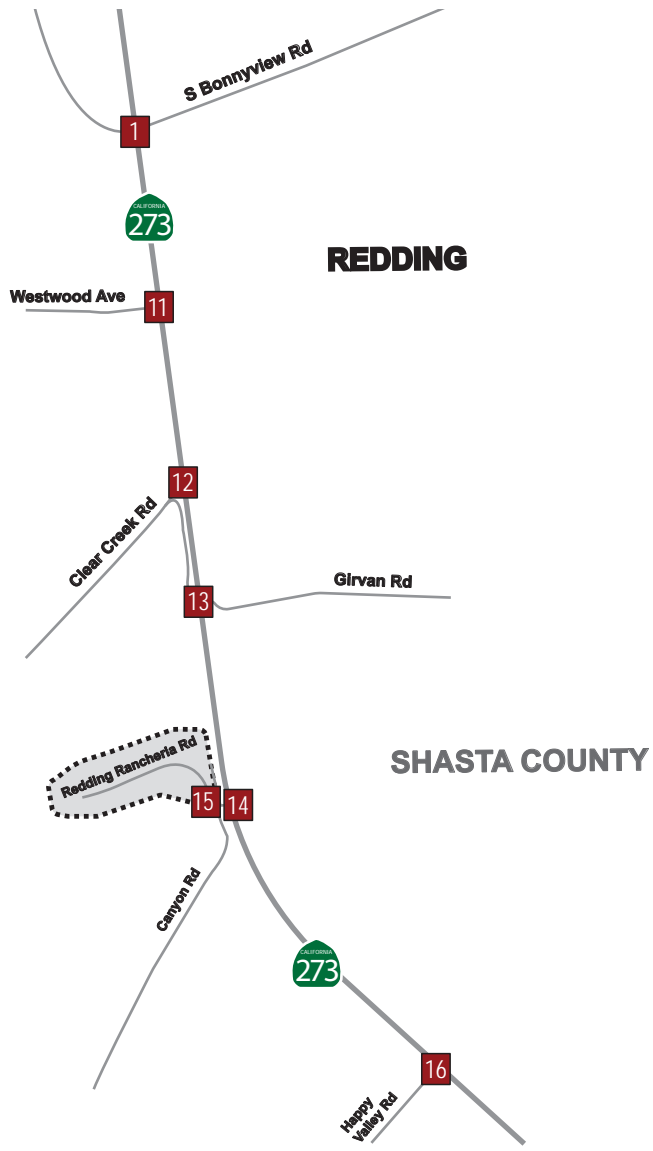 S Bonnyview Rd
1
CALIFORNIA
273
REDDING
Westwood Ave
11
12
Clear Creek Rd
Girvan Rd
13
Redding Rancheria Rd
SHASTA COUNTY
15
14
Canyon Rd
CALIFORNIA
273
16
Happy
Valley Rd